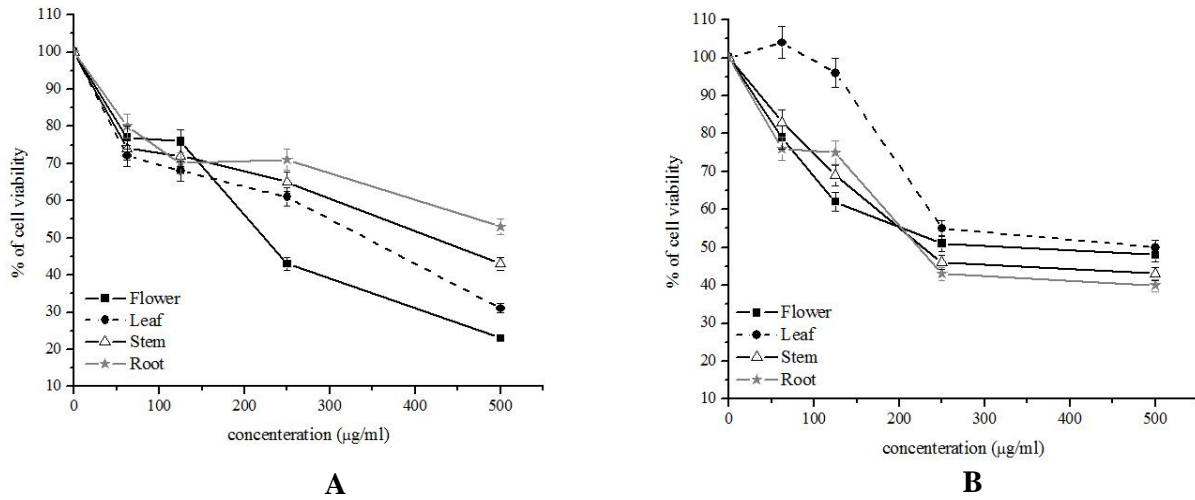 110
100
90
80
70
60
50
40
30
20
10
% of cell viability
Flower
Leaf
Stem
Root
0 100 200 300 400 500
concenteration (µg/ml)
A
110
100
90
80
70
60
50
40
30
20
10
% of cell viability
Flower
Leaf
Stem
Root
0 100 200 300 400 500
concenteration (µg/ml)
B